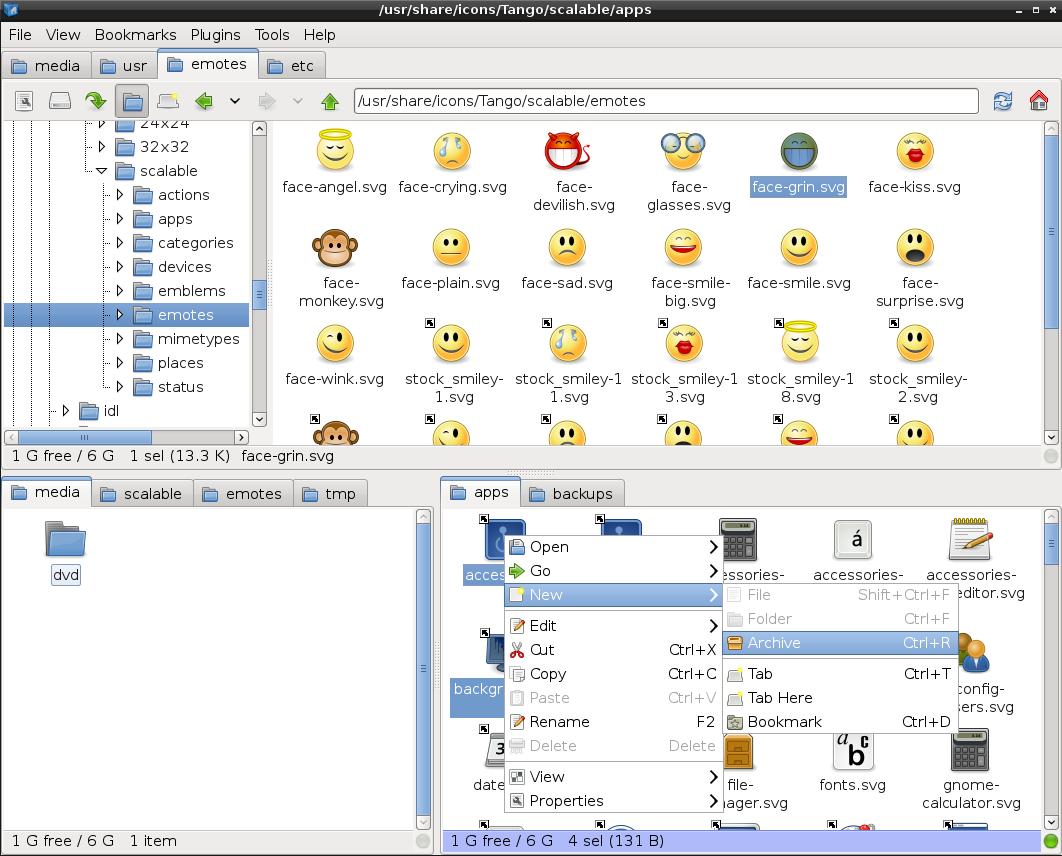 /usr/share/icons/Tango/scalable/apps
File View Bookmarks Plugins Tools Help
media usr emotes etc
/usr/share/icons/Tango/scalable/emotes
24x24
32x32
scalable
actions
apps
categories
devices
emblems
emotes
mimetypes
places
status
idl
face-angel.svg face-crying.svg face-devilish.svg face-glasses.svg face-grin.svg face-kiss.svg
face-monkey.svg face-plain.svg face-sad.svg face-smile-big.svg face-smile.svg face-surprise.svg
face-wink.svg stock_smiley-11.svg stock_smiley-11.svg stock_smiley-13.svg stock_smiley-18.svg stock_smiley-2.svg
1 G free / 6 G 1 sel (13.3 K) face-grin.svg
media scalable emotes tmp
dvd
1 G free / 6 G 1 item
apps backups
acces
essories- accessories- accessories-
editor.svg
backgr
config-
sers.svg
3
date
file-
ager.svg
fonts.svg
gnome-
calculator.svg
á
a b c
Open
Go
New
Edit
Cut Ctrl+X
Copy Ctrl+C
Paste Ctrl+V
Rename F2
Delete Delete
View
Properties
File Shift+Ctrl+F
Folder Ctrl+F
Archive Ctrl+R
Tab Ctrl+T
Tab Here
Bookmark Ctrl+D
1 G free / 6 G 4 sel (131 B)